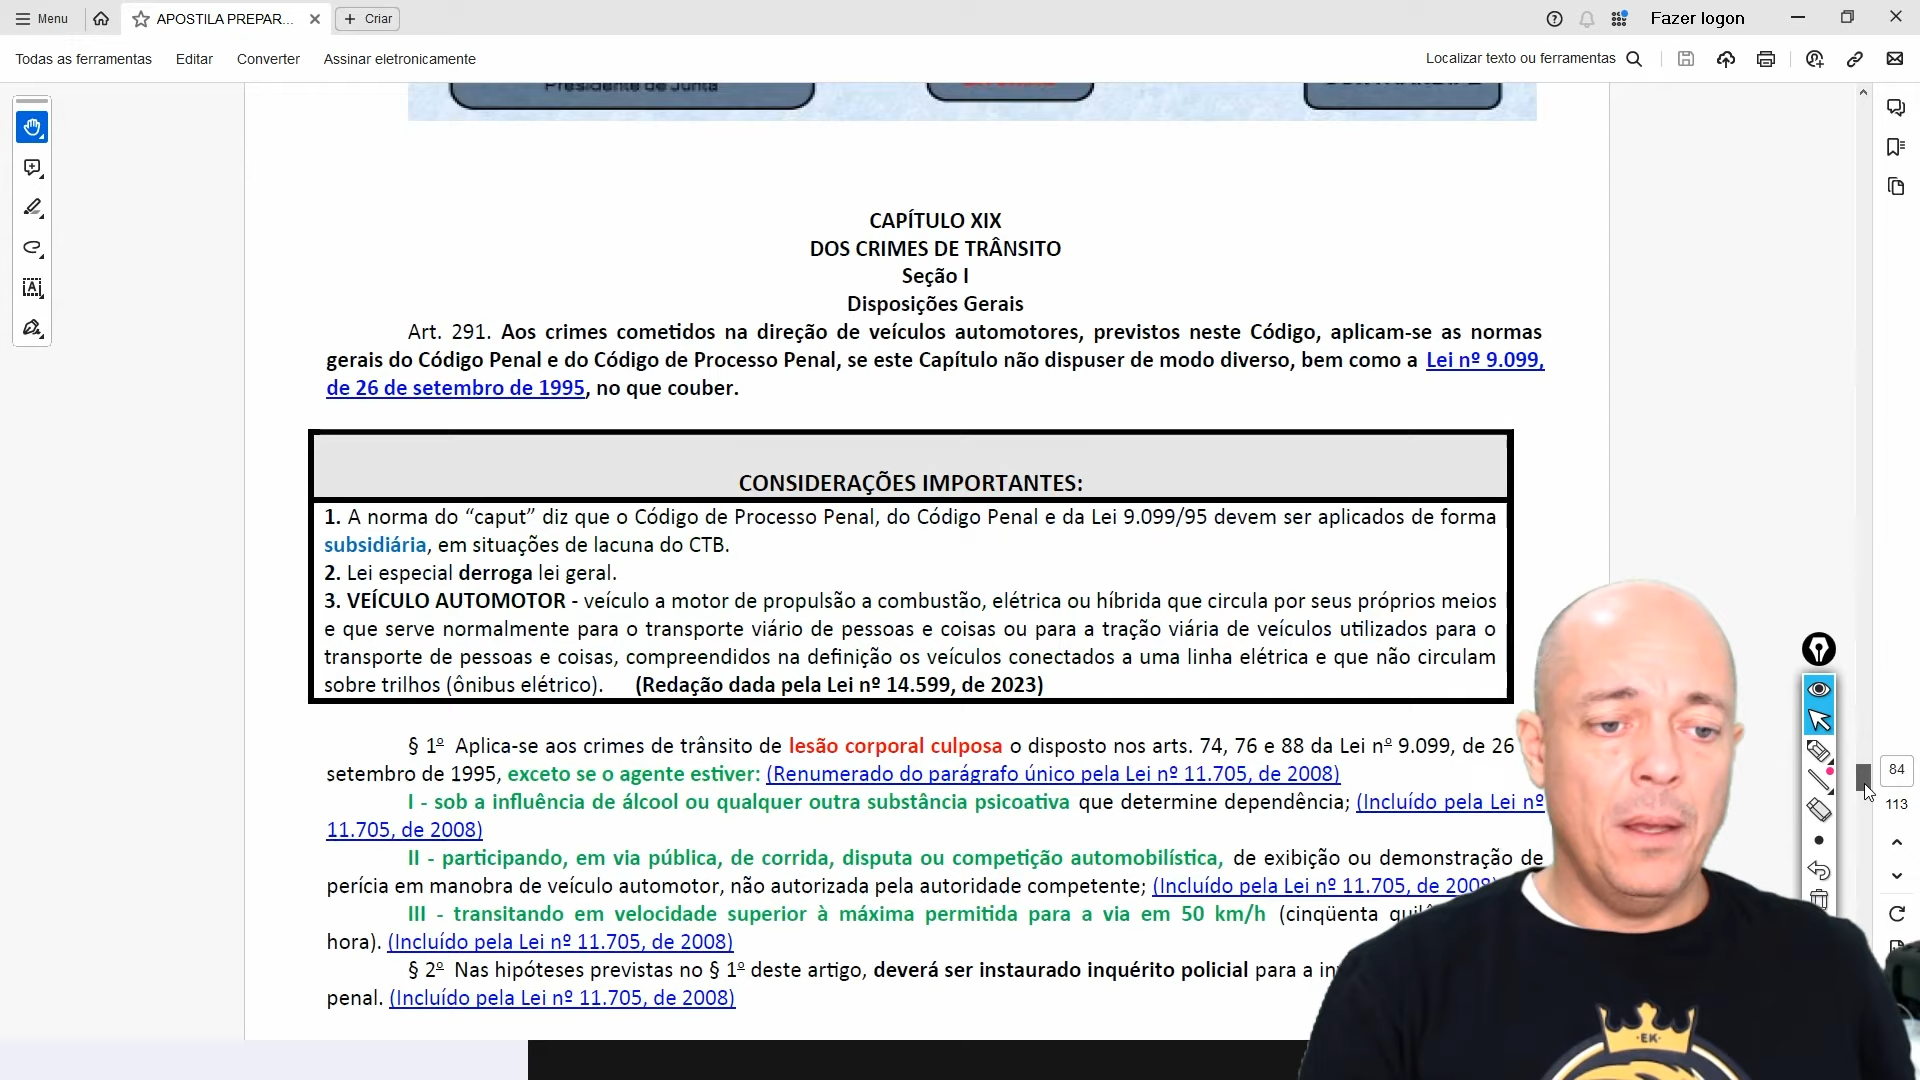 Menu
APOSTILA PREPAR...
Criar
Fazer logon
Todas as ferramentas
Editar
Converter
Assinar eletronicamente
Localizar texto ou ferramentas
Presidente de Junta
CAPÍTULO XIX
DOS CRIMES DE TRÂNSITO
Seção I
Disposições Gerais
Art. 291. Aos crimes cometidos na direção de veículos automotores, previstos neste Código, aplicam-se as normas
gerais do Código Penal e do Código de Processo Penal, se este Capítulo não dispuser de modo diverso, bem como a Lei nº 9.099,
de 26 de setembro de 1995, no que couber.
CONSIDERAÇÕES IMPORTANTES:
1. A norma do “caput” diz que o Código de Processo Penal, do Código Penal e da Lei 9.099/95 devem ser aplicados de forma
subsidiária, em situações de lacuna do CTB.
2. Lei especial derroga lei geral.
3. VEÍCULO AUTOMOTOR - veículo a motor de propulsão a combustão, elétrica ou híbrida que circula por seus próprios meios
e que serve normalmente para o transporte viário de pessoas e coisas ou para a tração viária de veículos utilizados para o
transporte de pessoas e coisas, compreendidos na definição os veículos conectados a uma linha elétrica e que não circulam
sobre trilhos (ônibus elétrico). (Redação dada pela Lei nº 14.599, de 2023)
§ 1º Aplica-se aos crimes de trânsito de lesão corporal culposa o disposto nos arts. 74, 76 e 88 da Lei nº 9.099, de 26
setembro de 1995, exceto se o agente estiver: (Renumerado do parágrafo único pela Lei nº 11.705, de 2008)
I - sob a influência de álcool ou qualquer outra substância psicoativa que determine dependência; (Incluído pela Lei nº
11.705, de 2008)
II - participando, em via pública, de corrida, disputa ou competição automobilística, de exibição ou demonstração de
perícia em manobra de veículo automotor, não autorizada pela autoridade competente; (Incluído pela Lei nº 11.705, de 2008)
III - transitando em velocidade superior à máxima permitida para a via em 50 km/h (cinqüenta
hora). (Incluído pela Lei nº 11.705, de 2008)
§ 2º Nas hipóteses previstas no § 1º deste artigo, deverá ser instaurado inquérito policial para a
penal. (Incluído pela Lei nº 11.705, de 2008)
84
113
EK